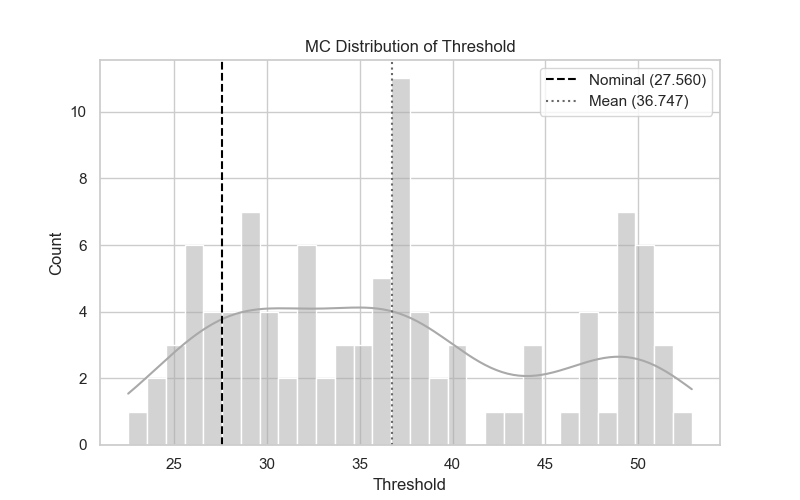 MC Distribution of Threshold
Nominal (27.560)
Mean (36.747)
Count
10
8
6
4
2
0
25
30
35
40
45
50
Threshold